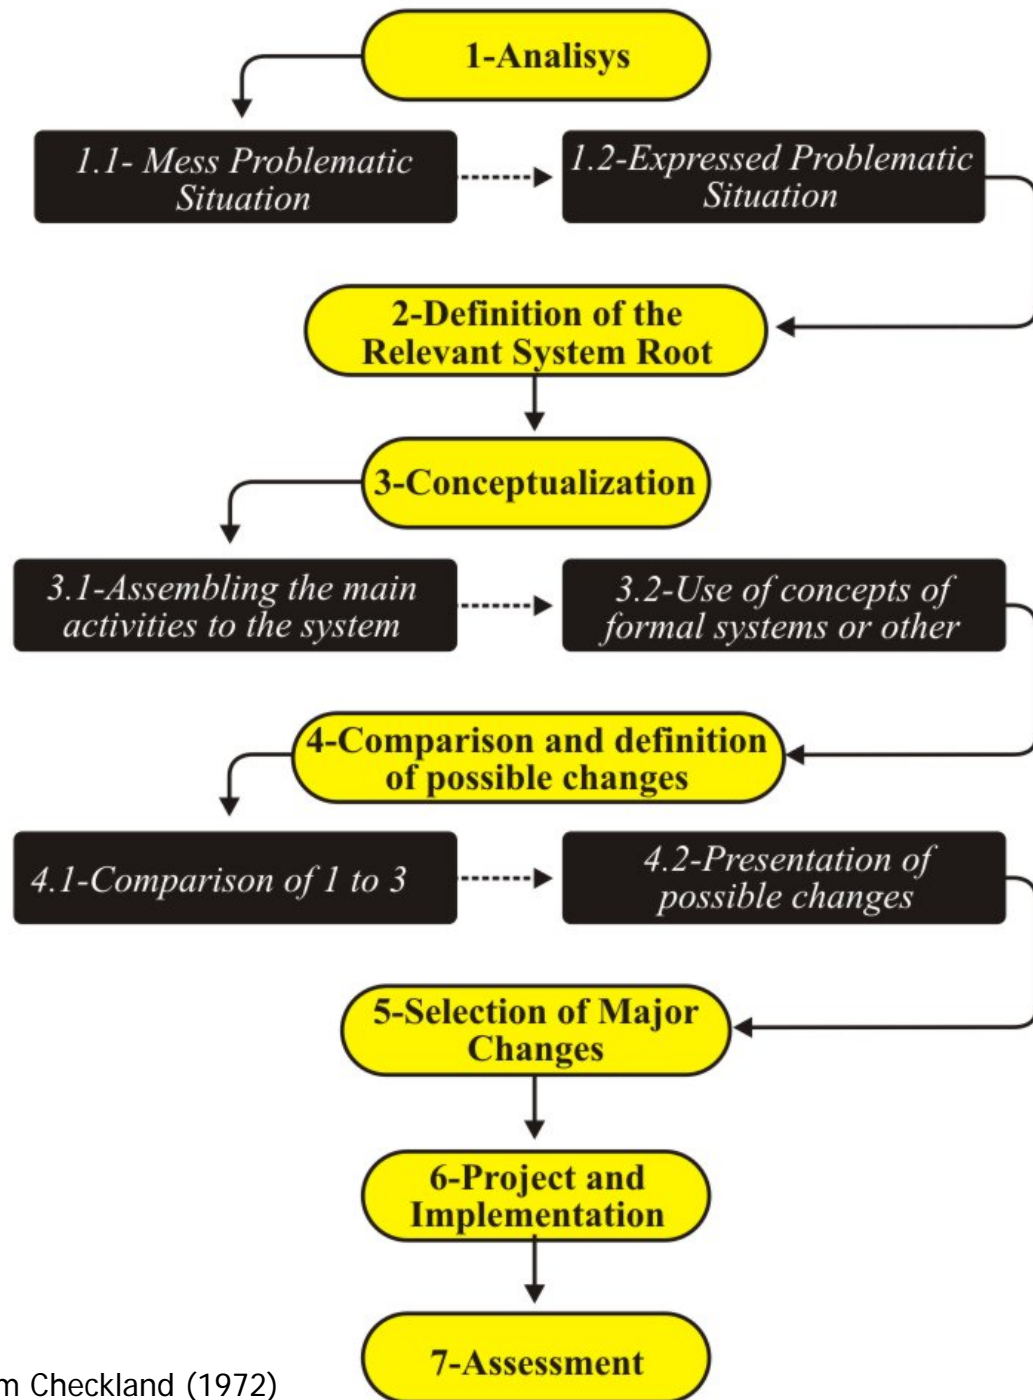 1-Analisys
1.1- Mess Problematic
Situation
1.2-Expressed Problematic
Situation
2-Definition of the
Relevant System Root
3-Conceptualization
3.1-Assembling the main
activities to the system
3.2-Use of concepts of
formal systems or other
4-Comparison and definition
of possible changes
4.1-Comparison of 1 to 3
4.2-Presentation of
possible changes
5-Selection of Major
Changes
6-Project and
Implementation
7-Assessment
m Checkland (1972)